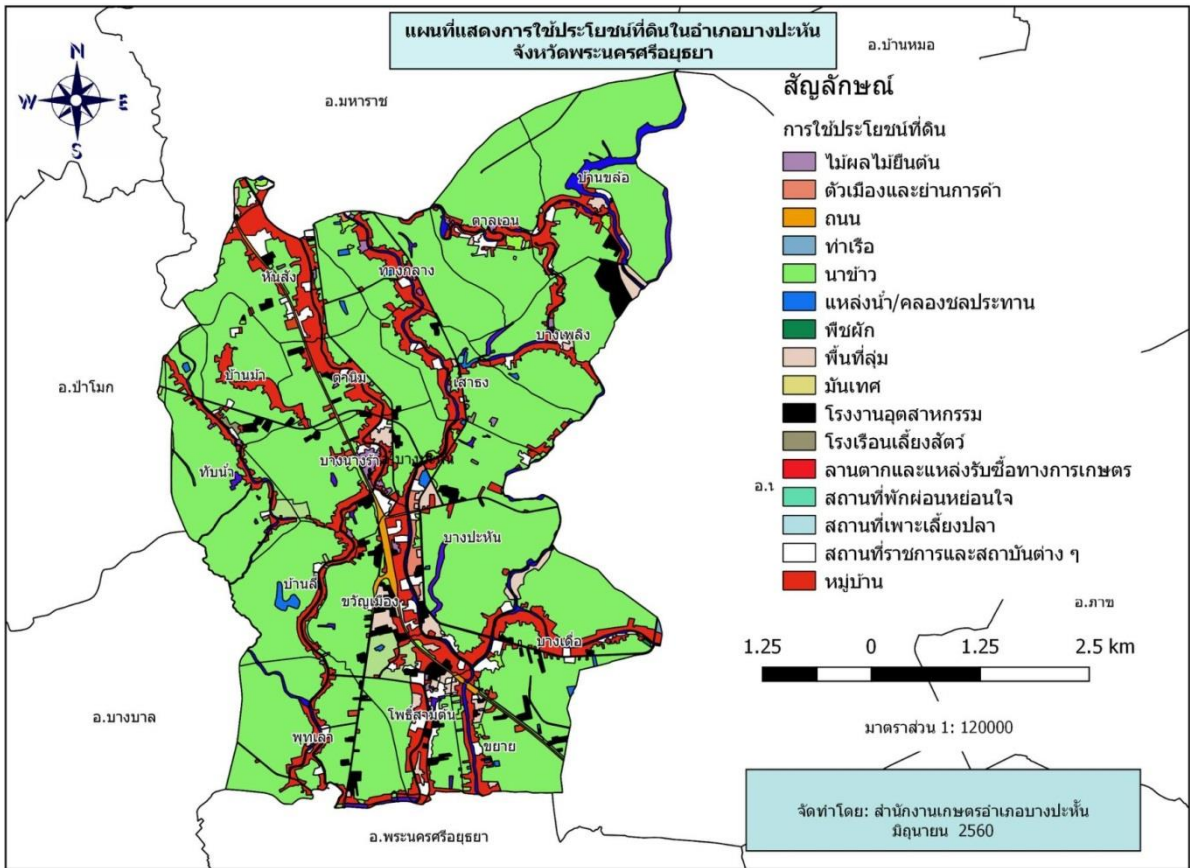 แผนที่แสดงการใช้ประโยชน์ที่ดินในอำเภอบางปะหัน
จังหวัดพระนครศรีอยุธยา
N
W E
S
อ.บ้านหมอ
อ.มหาราช
สัญลักษณ์
การใช้ประโยชน์ที่ดิน
ไม้ผลไม้ยืนต้น
ตัวเมืองและย่านการค้า
ถนน
ท่าเรือ
นาข้าว
แหล่งน้ำ/คลองชลประทาน
พืชผัก
พื้นที่ลุ่ม
มันเทศ
โรงงานอุตสาหกรรม
โรงเรือนเลี้ยงสัตว์
ลานตากและแหล่งรับซื้อทางการเกษตร
สถานที่พักผ่อนหย่อนใจ
สถานที่เพาะเลี้ยงปลา
สถานที่ราชการและสถาบันต่าง ๆ
หมู่บ้าน
บ้านขล้อ
ตาลเอน
หันสัง
ทางกลาง
บางเพลิง
บ้านม้า
ตานิม
เสาธง
อ.ป่าโมก
ทับน้ำ
บางนางร้า
บางปะหัน
บ้านลี่
ขวัญเมือง
บางเดื่อ
อ.ภาช
1.25 0 1.25 2.5 km
มาตราส่วน 1: 120000
อ.บางบาล
พุทเลา
โพธิ์สามต้น
ขยาย
อ.พระนครศรีอยุธยา
จัดทำโดย: สำนักงานเกษตรอำเภอบางปะหั้น
มิถุนายน 2560